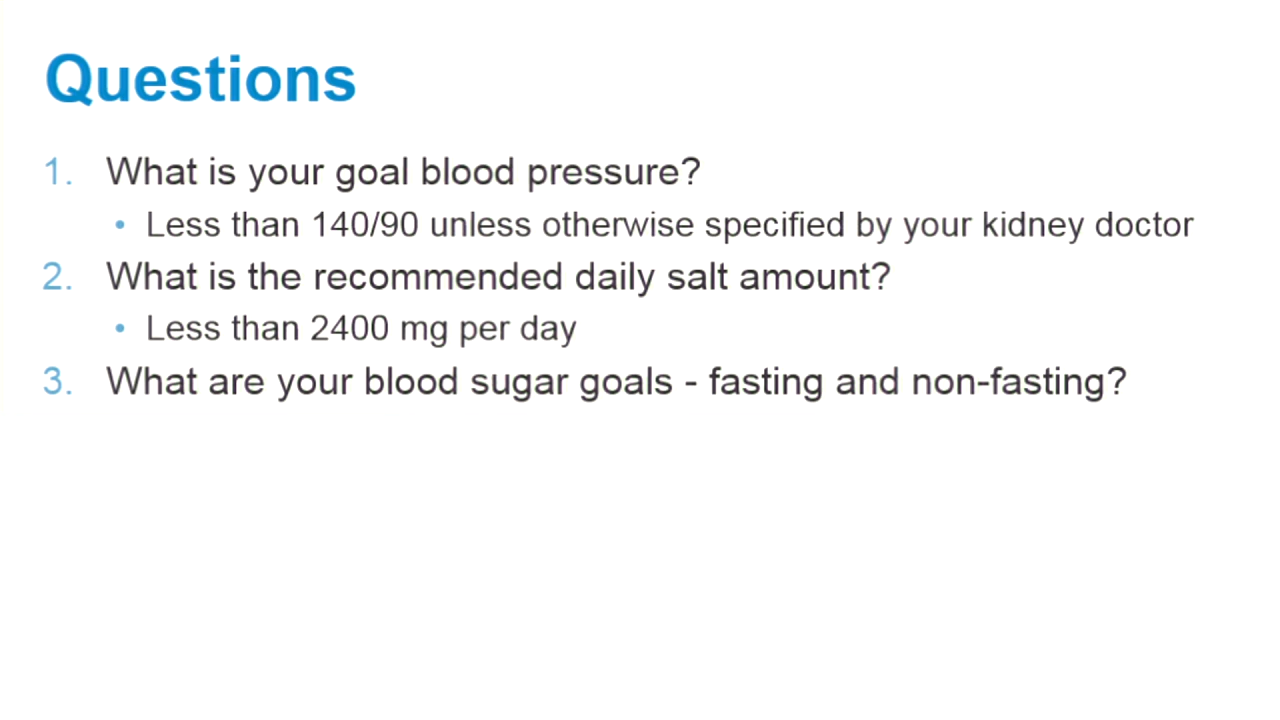 Questions
1. What is your goal blood pressure?
• Less than 140/90 unless otherwise specified by your kidney doctor
2. What is the recommended daily salt amount?
• Less than 2400 mg per day
3. What are your blood sugar goals - fasting and non-fasting?